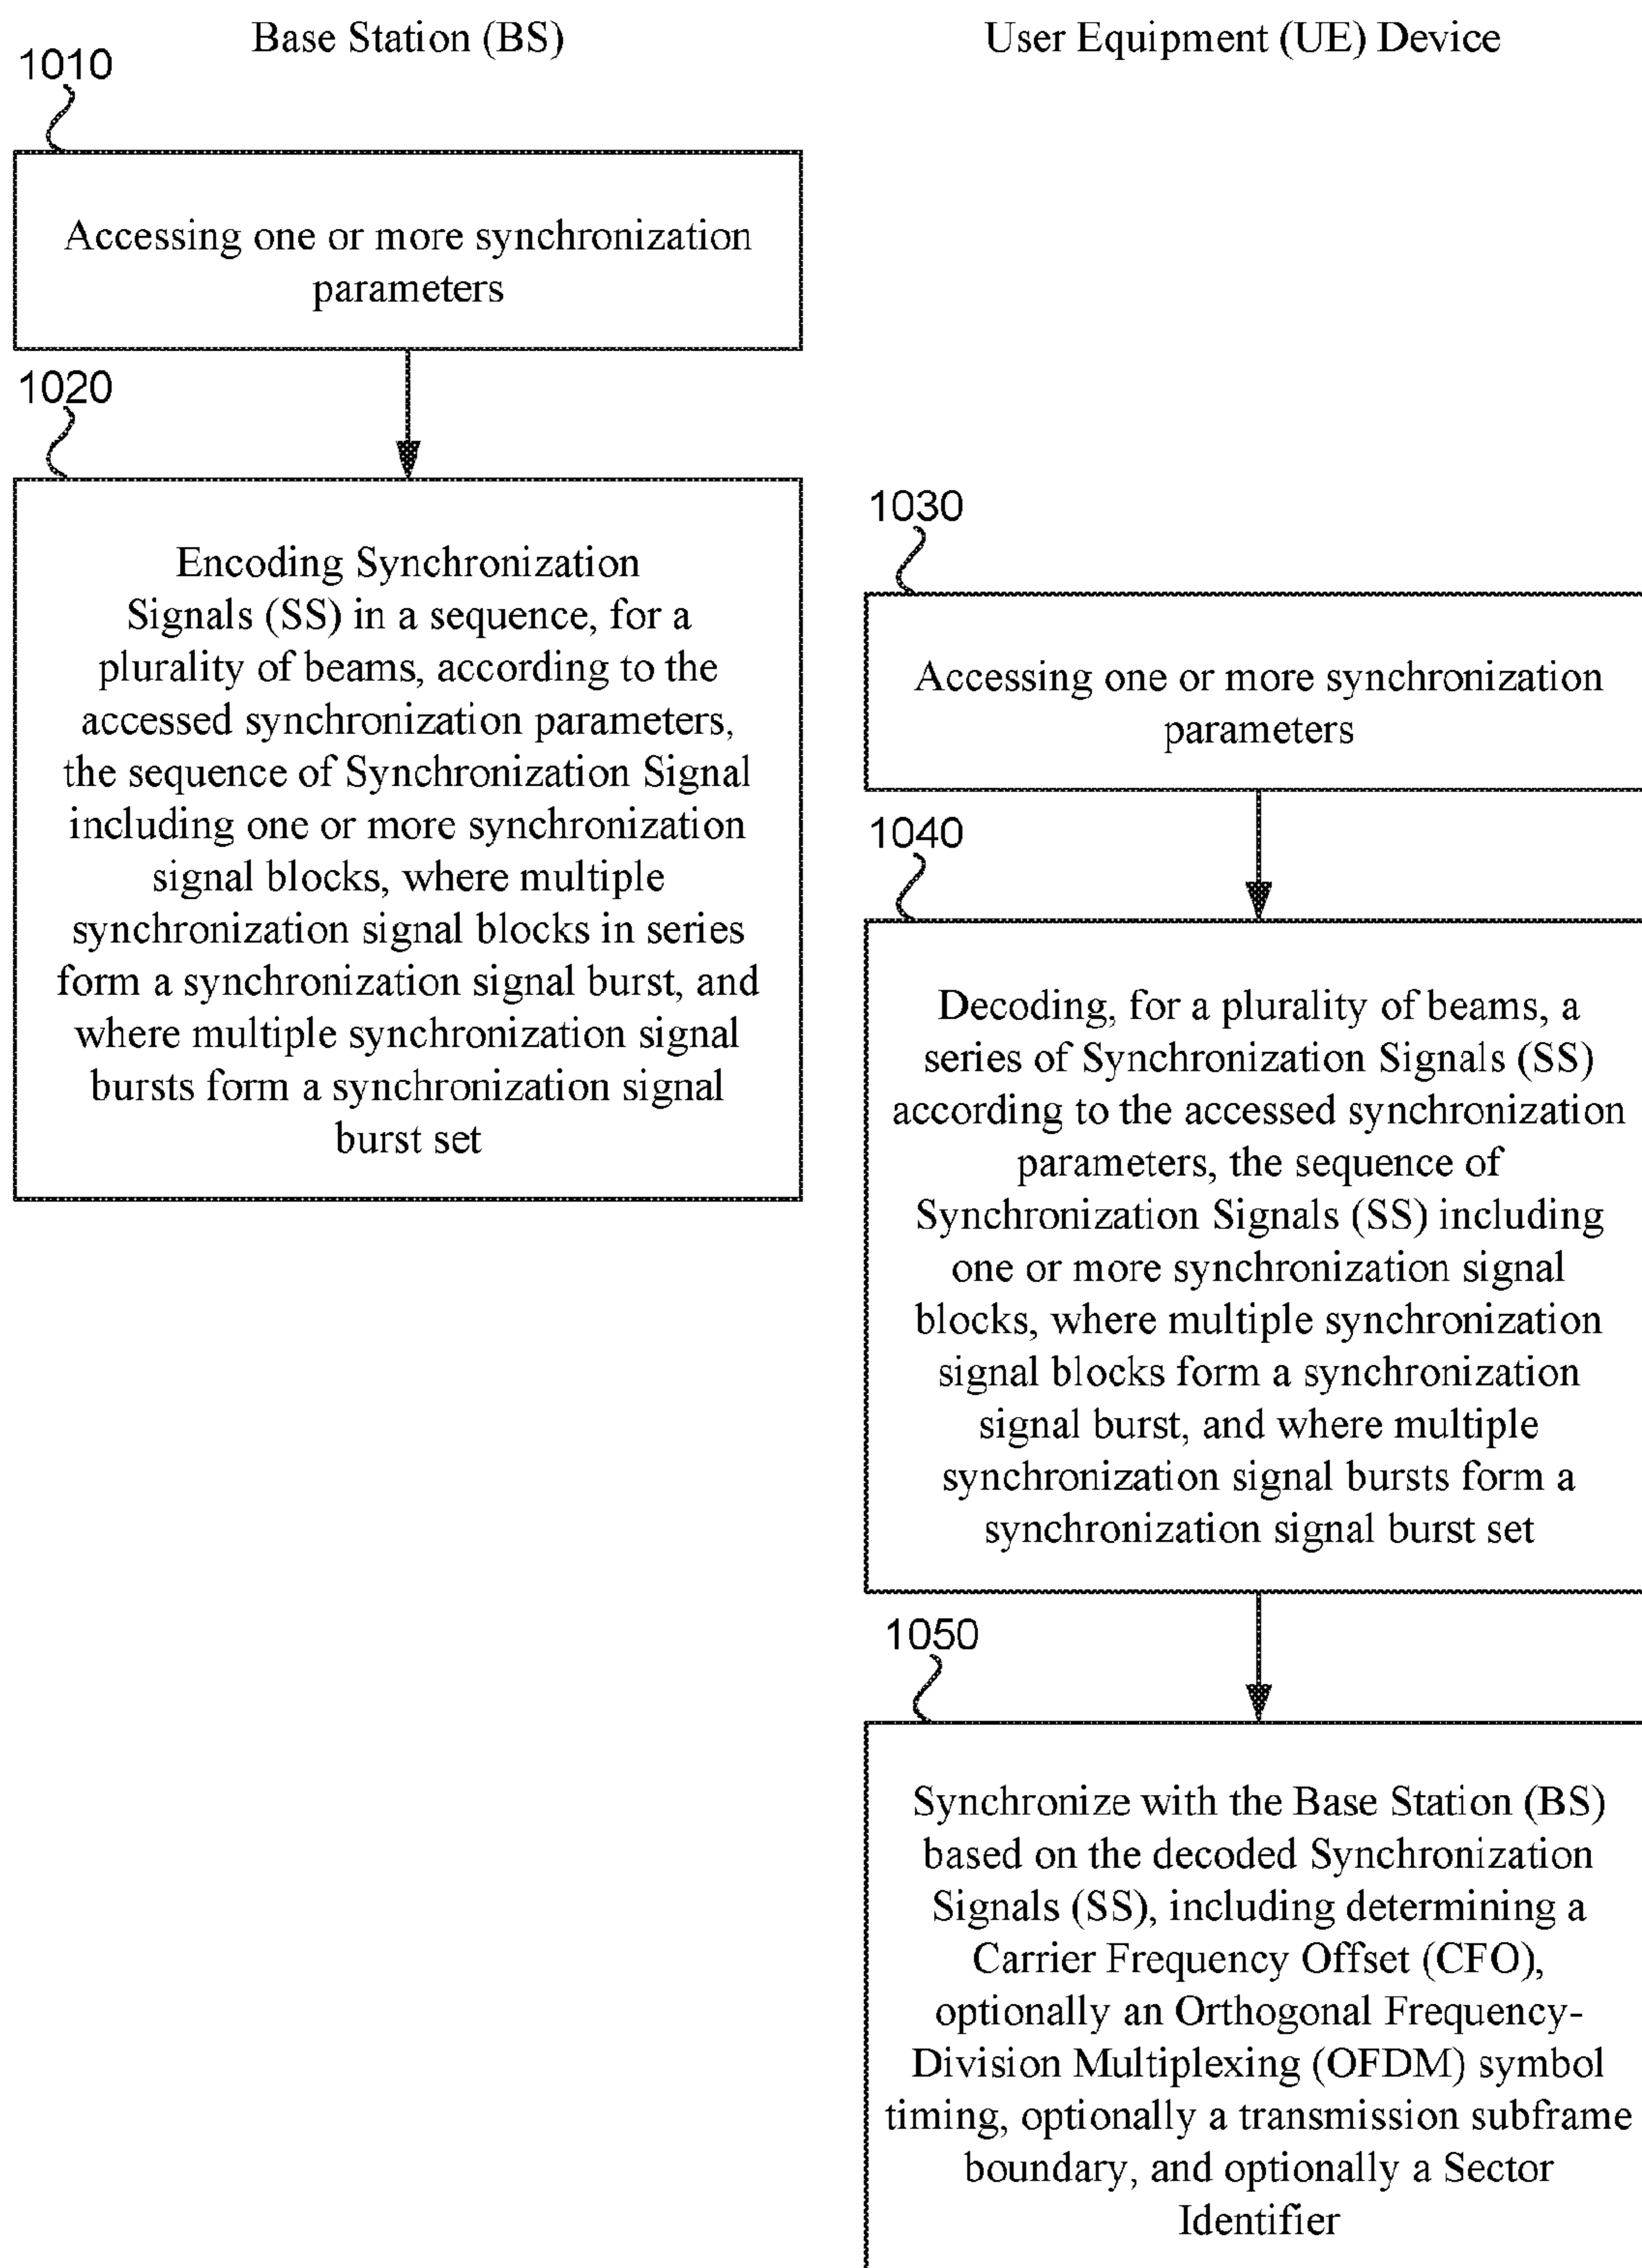 Base Station (BS)
User Equipment (UE) Device
1010
Accessing one or more synchronization
parameters
1020
Encoding Synchronization
Signals (SS) in a sequence, for a
plurality of beams, according to the
accessed synchronization parameters,
the sequence of Synchronization Signal
including one or more synchronization
signal blocks, where multiple
synchronization signal blocks in series
form a synchronization signal burst, and
where multiple synchronization signal
bursts form a synchronization signal
burst set
1030
Accessing one or more synchronization
parameters
1040
Decoding, for a plurality of beams, a
series of Synchronization Signals (SS)
according to the accessed synchronization
parameters, the sequence of
Synchronization Signals (SS) including
one or more synchronization signal
blocks, where multiple synchronization
signal blocks form a synchronization
signal burst, and where multiple
synchronization signal bursts form a
synchronization signal burst set
1050
Synchronize with the Base Station (BS)
based on the decoded Synchronization
Signals (SS), including determining a
Carrier Frequency Offset (CFO),
optionally an Orthogonal Frequency-
Division Multiplexing (OFDM) symbol
timing, optionally a transmission subframe
boundary, and optionally a Sector
Identifier